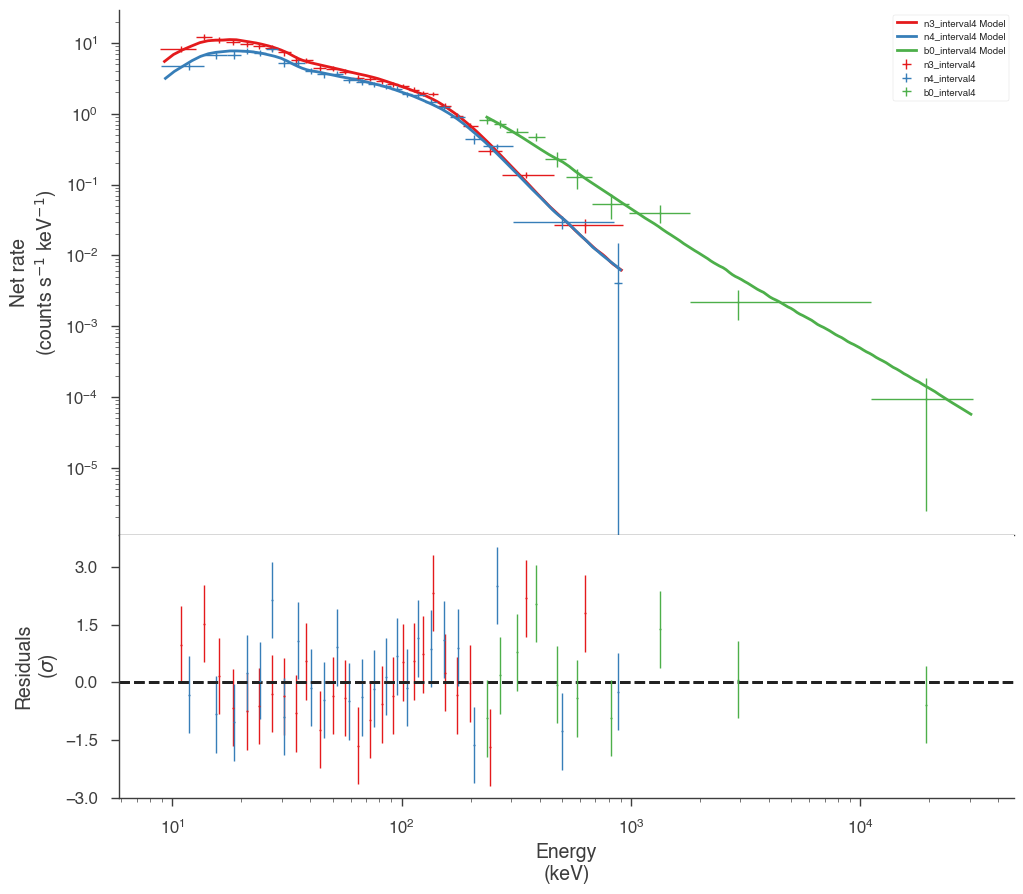 n3_interval4 Model
n4_interval4 Model
b0_interval4 Model
n3_interval4
n4_interval4
b0_interval4
Net rate
(counts s⁻¹ keV⁻¹)
10¹
10⁰
10⁻¹
10⁻²
10⁻³
10⁻⁴
10⁻⁵
Residuals
(σ)
3.0
1.5
0.0
−1.5
−3.0
10¹ 10² 10³ 10⁴
Energy
(keV)